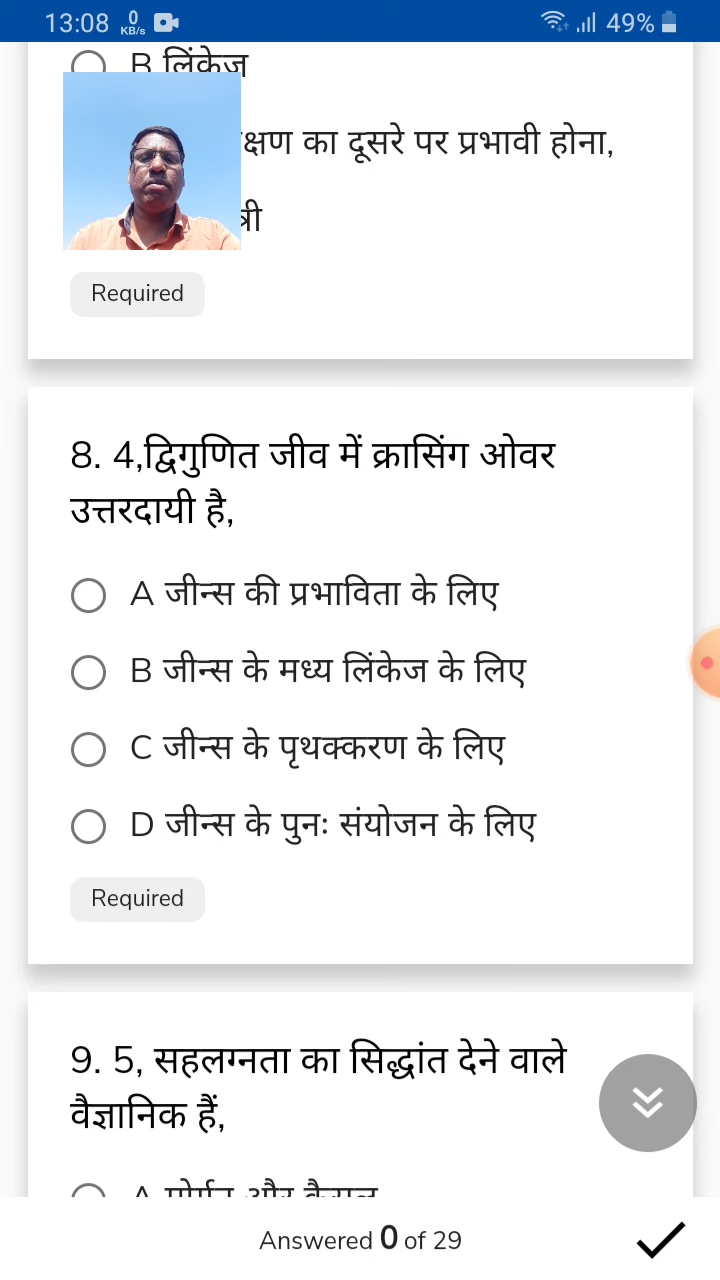 13:08 0 KB/s 49%
B लिंकेज
का दूसरे पर प्रभावी होना,
Required
8. 4,द्विगुणित जीव में क्रासिंग ओवर
उत्तरदायी है,
A जीन्स की प्रभाविता के लिए
B जीन्स के मध्य लिंकेज के लिए
C जीन्स के पृथक्करण के लिए
D जीन्स के पुनः संयोजन के लिए
Required
9. 5, सहलग्नता का सिद्धांत देने वाले
वैज्ञानिक हैं,
A और
Answered 0 of 29